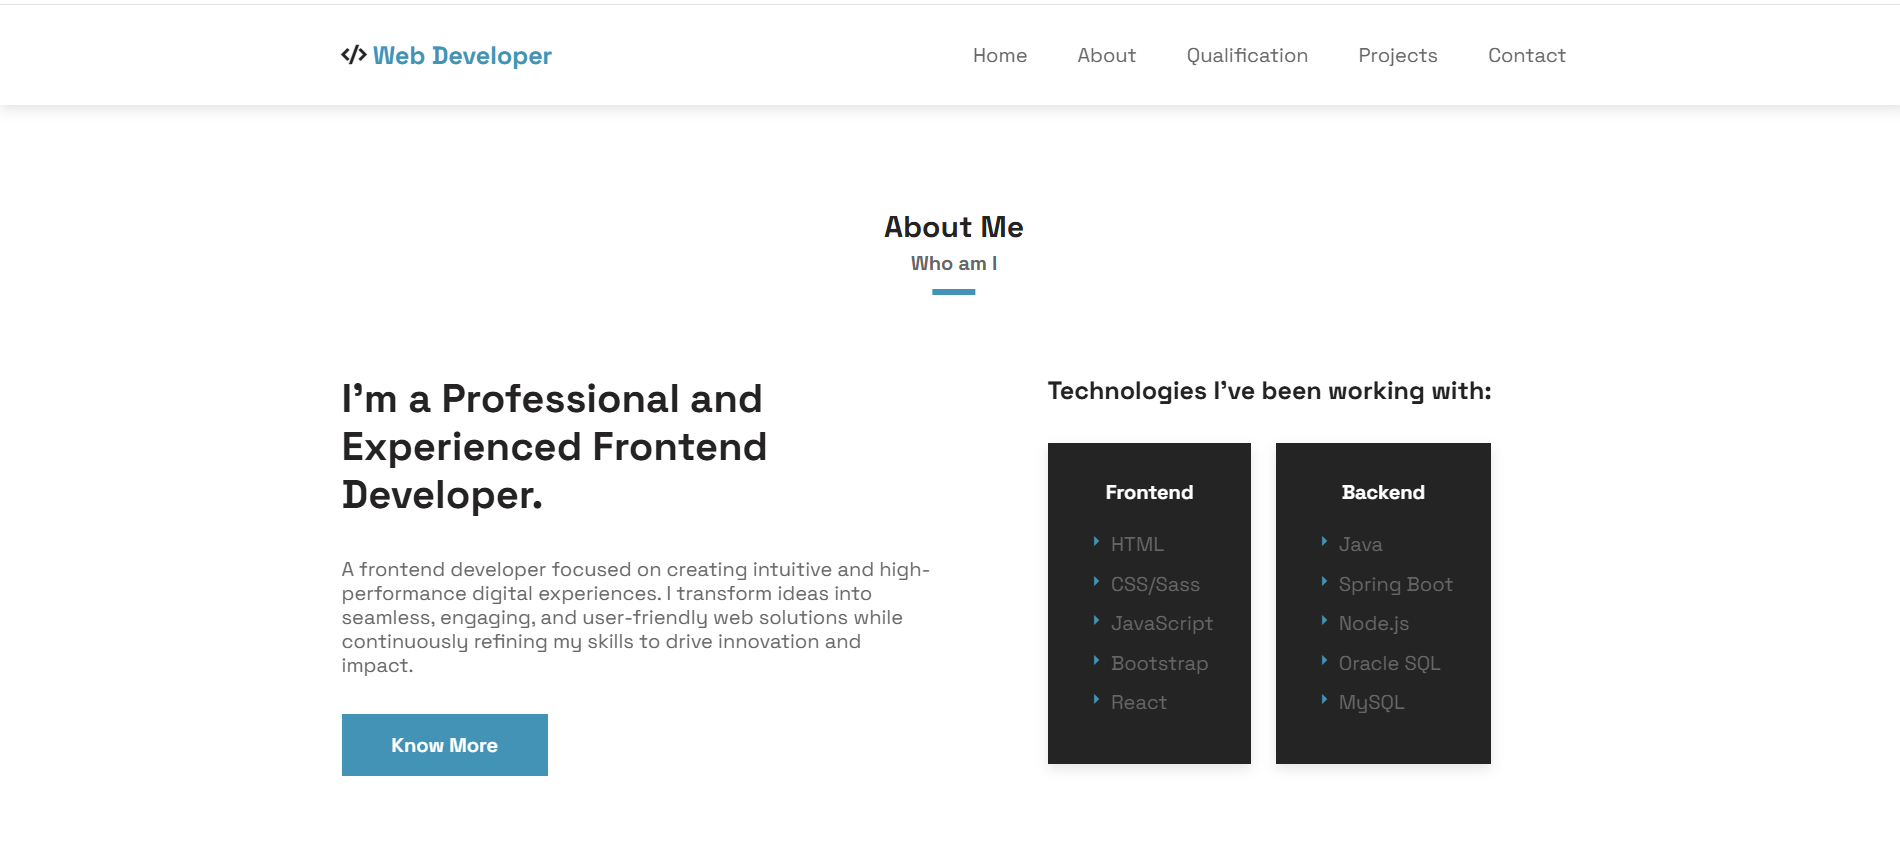 </> Web Developer
Home About Qualification Projects Contact
About Me
Who am I
I'm a Professional and
Experienced Frontend
Developer.
A frontend developer focused on creating intuitive and high-
performance digital experiences. I transform ideas into
seamless, engaging, and user-friendly web solutions while
continuously refining my skills to drive innovation and
impact.
Know More
Technologies I've been working with:
Frontend
HTML
CSS/Sass
JavaScript
Bootstrap
React
Backend
Java
Spring Boot
Node.js
Oracle SQL
MySQL